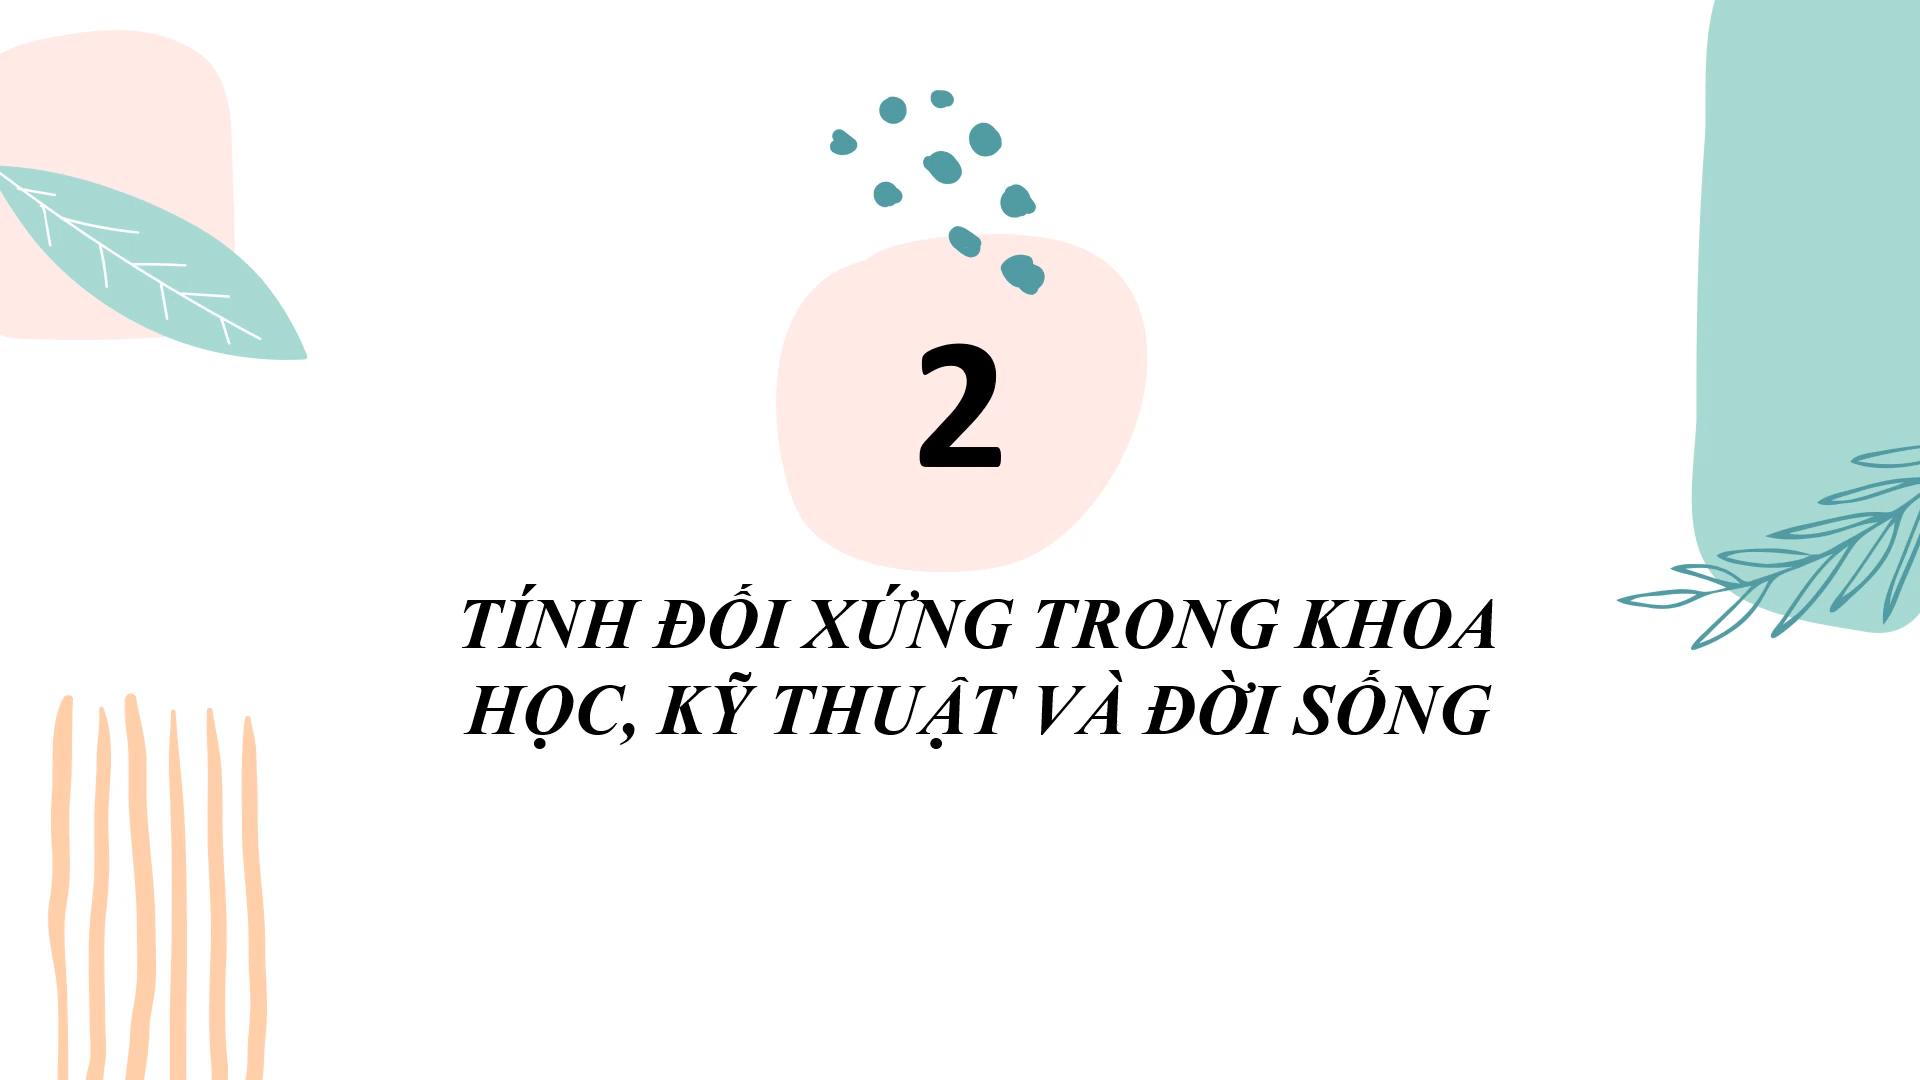 2
TÍNH ĐỐI XỨNG TRONG KHOA
HỌC, KỸ THUẬT VÀ ĐỜI SỐNG